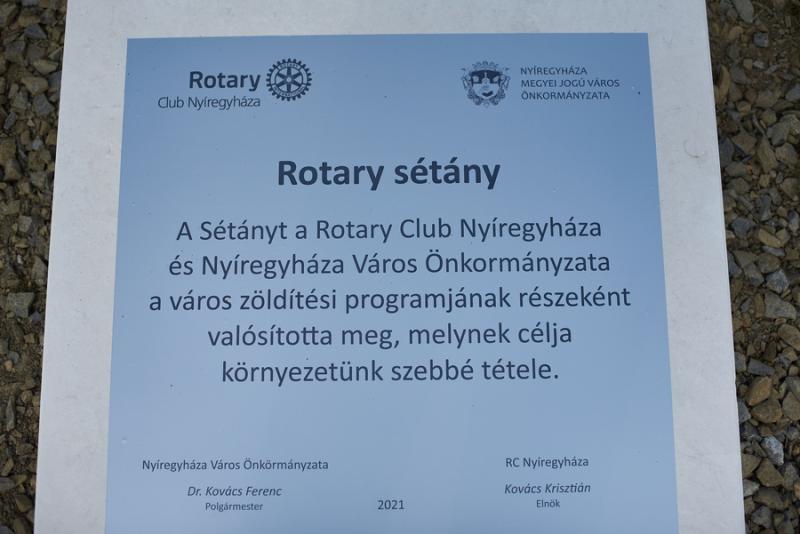 Rotary
Club Nyíregyháza
NYÍREGYHÁZA
MEGYEI JOGÚ VÁROS
ÖNKORMÁNYZATA
Rotary sétány
A Sétányt a Rotary Club Nyíregyháza
és Nyíregyháza Város Önkormányzata
a város zöldítési programjának részeként
valósította meg, melynek célja
környezetünk szebbé tétele.
Nyíregyháza Város Önkörmányzata
Dr. Kovács Ferenc
Polgármester
2021
RC Nyíregyháza
Kovács Krisztián
Elnök